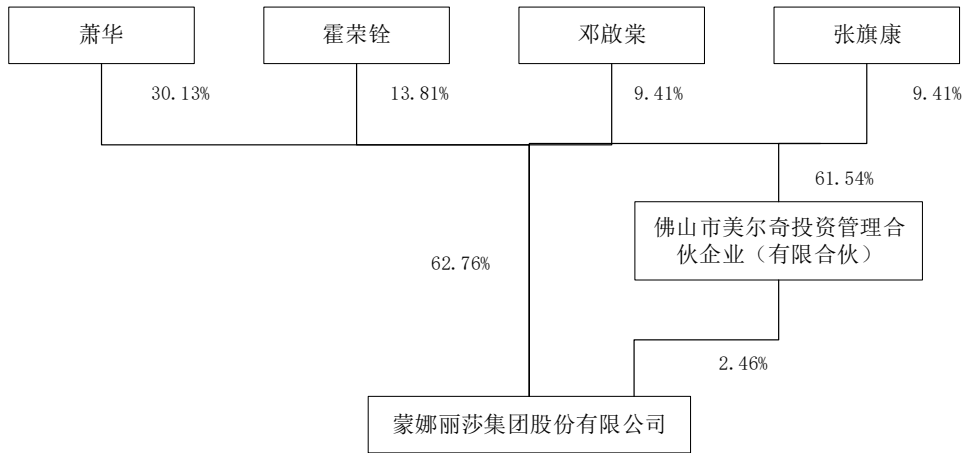 萧华
霍荣铨
邓啟棠
张旗康
30.13%
13.81%
9.41%
9.41%
61.54%
佛山市美尔奇投资管理合
伙企业（有限合伙）
62.76%
2.46%
蒙娜丽莎集团股份有限公司